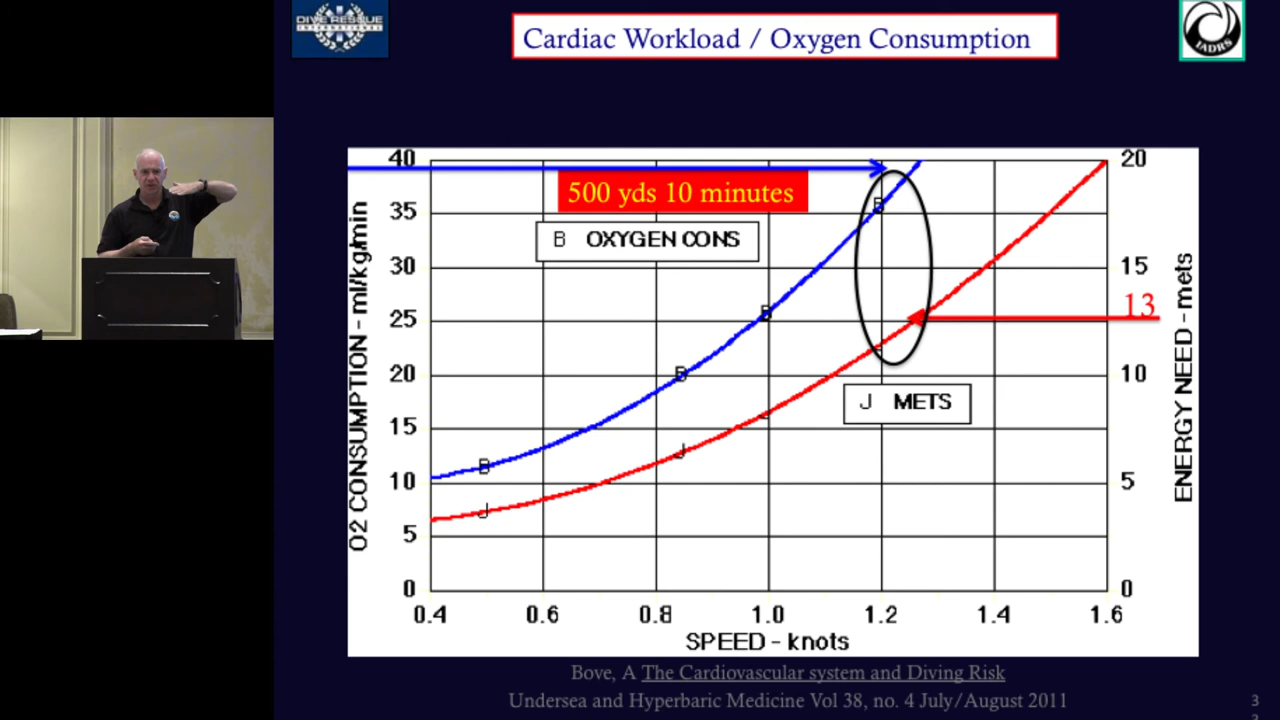 DIVE RESCUE
INTERNATIONAL
Cardiac Workload / Oxygen Consumption
IADRS
40
20
500 yds 10 minutes
35
B OXYGEN CONS
30
15
13
25
20
10
J METS
15
10
5
5
0
0
0.4 0.6 0.8 1.0 1.2 1.4 1.6
SPEED - knots
O2 CONSUMPTION - ml/kg/min
ENERGY NEED - mets
B
B
B
B
J
J
Bove, A The Cardiovascular system and Diving Risk
Undersea and Hyperbaric Medicine Vol 38, no. 4 July/August 2011
3